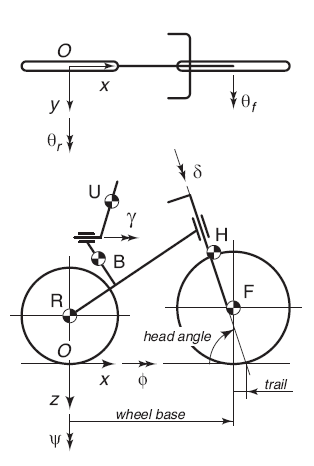 O
x
y
θf
θr
δ
U
γ
H
B
R
F
head angle
O
x
ϕ
trail
z
wheel base
ψ